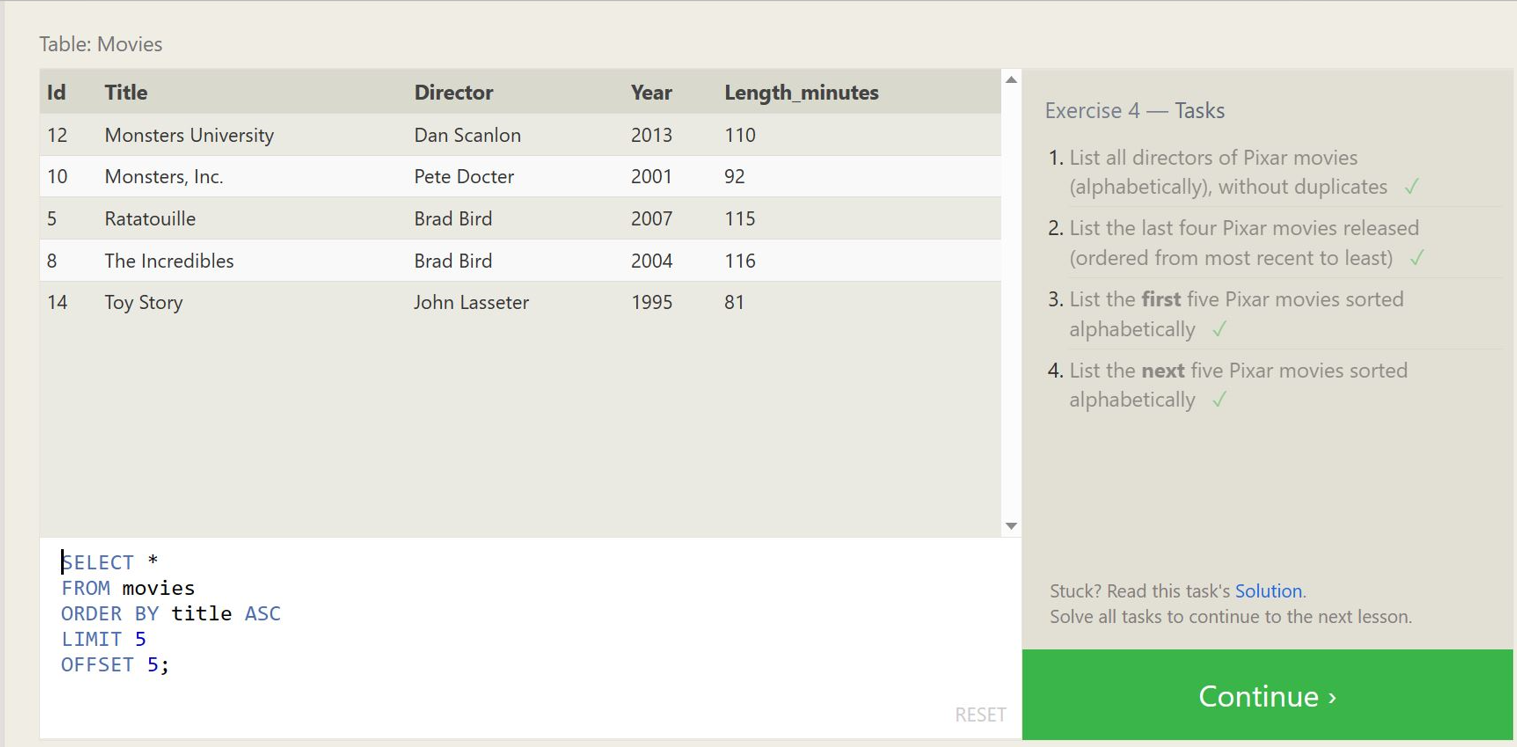 Table: Movies
Id Title Director Year Length_minutes
12 Monsters University Dan Scanlon 2013 110
10 Monsters, Inc. Pete Docter 2001 92
5 Ratatouille Brad Bird 2007 115
8 The Incredibles Brad Bird 2004 116
14 Toy Story John Lasseter 1995 81
SELECT *
FROM movies
ORDER BY title ASC
LIMIT 5
OFFSET 5;
RESET
Exercise 4 — Tasks
1. List all directors of Pixar movies
(alphabetically), without duplicates ✓
2. List the last four Pixar movies released
(ordered from most recent to least) ✓
3. List the first five Pixar movies sorted
alphabetically ✓
4. List the next five Pixar movies sorted
alphabetically ✓
Stuck? Read this task's Solution.
Solve all tasks to continue to the next lesson.
Continue ›